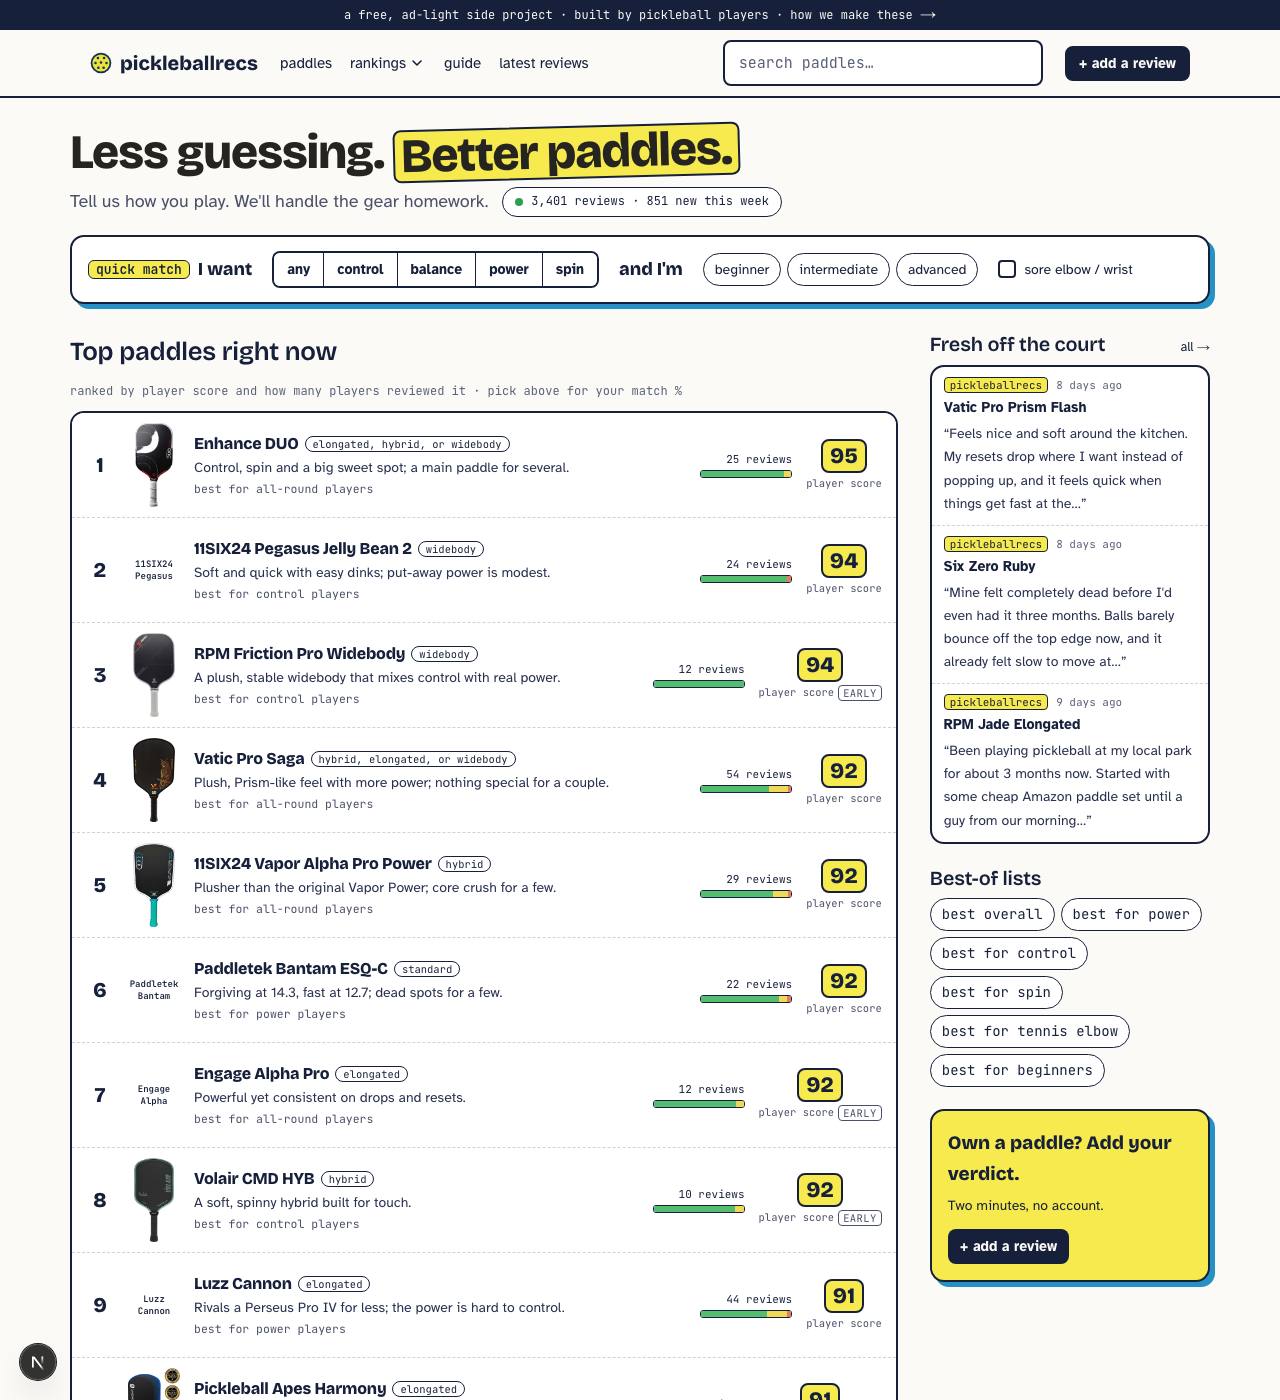 a free, ad-light side project · built by pickleball players · how we make these →
pickleballrecs
paddles
rankings
guide
latest reviews
search paddles…
+ add a review
Less guessing. Better paddles.
Tell us how you play. We'll handle the gear homework.
3,401 reviews · 851 new this week
quick match
I want
any
control
balance
power
spin
and I'm
beginner
intermediate
advanced
sore elbow / wrist
Top paddles right now
ranked by player score and how many players reviewed it · pick above for your match %
1
Enhance DUO
elongated, hybrid, or widebody
Control, spin and a big sweet spot; a main paddle for several.
best for all-round players
25 reviews
95
player score
2
11SIX24
Pegasus
11SIX24 Pegasus Jelly Bean 2
widebody
Soft and quick with easy dinks; put-away power is modest.
best for control players
24 reviews
94
player score
3
RPM Friction Pro Widebody
widebody
A plush, stable widebody that mixes control with real power.
best for control players
12 reviews
94
player score EARLY
4
Vatic Pro Saga
hybrid, elongated, or widebody
Plush, Prism-like feel with more power; nothing special for a couple.
best for all-round players
54 reviews
92
player score
5
11SIX24 Vapor Alpha Pro Power
hybrid
Plusher than the original Vapor Power; core crush for a few.
best for all-round players
29 reviews
92
player score
6
Paddletek
Bantam
Paddletek Bantam ESQ-C
standard
Forgiving at 14.3, fast at 12.7; dead spots for a few.
best for power players
22 reviews
92
player score
7
Engage
Alpha
Engage Alpha Pro
elongated
Powerful yet consistent on drops and resets.
best for all-round players
12 reviews
92
player score EARLY
8
Volair CMD HYB
hybrid
A soft, spinny hybrid built for touch.
best for control players
10 reviews
92
player score EARLY
9
Luzz
Cannon
Luzz Cannon
elongated
Rivals a Perseus Pro IV for less; the power is hard to control.
best for power players
44 reviews
91
player score
Pickleball Apes Harmony
elongated
91
Fresh off the court
all →
pickleballrecs 8 days ago
Vatic Pro Prism Flash
“Feels nice and soft around the kitchen.
My resets drop where I want instead of
popping up, and it feels quick when
things get fast at the…”
pickleballrecs 8 days ago
Six Zero Ruby
“Mine felt completely dead before I'd
even had it three months. Balls barely
bounce off the top edge now, and it
already felt slow to move at…”
pickleballrecs 9 days ago
RPM Jade Elongated
“Been playing pickleball at my local park
for about 3 months now. Started with
some cheap Amazon paddle set until a
guy from our morning…”
Best-of lists
best overall
best for power
best for control
best for spin
best for tennis elbow
best for beginners
Own a paddle? Add your
verdict.
Two minutes, no account.
+ add a review
N